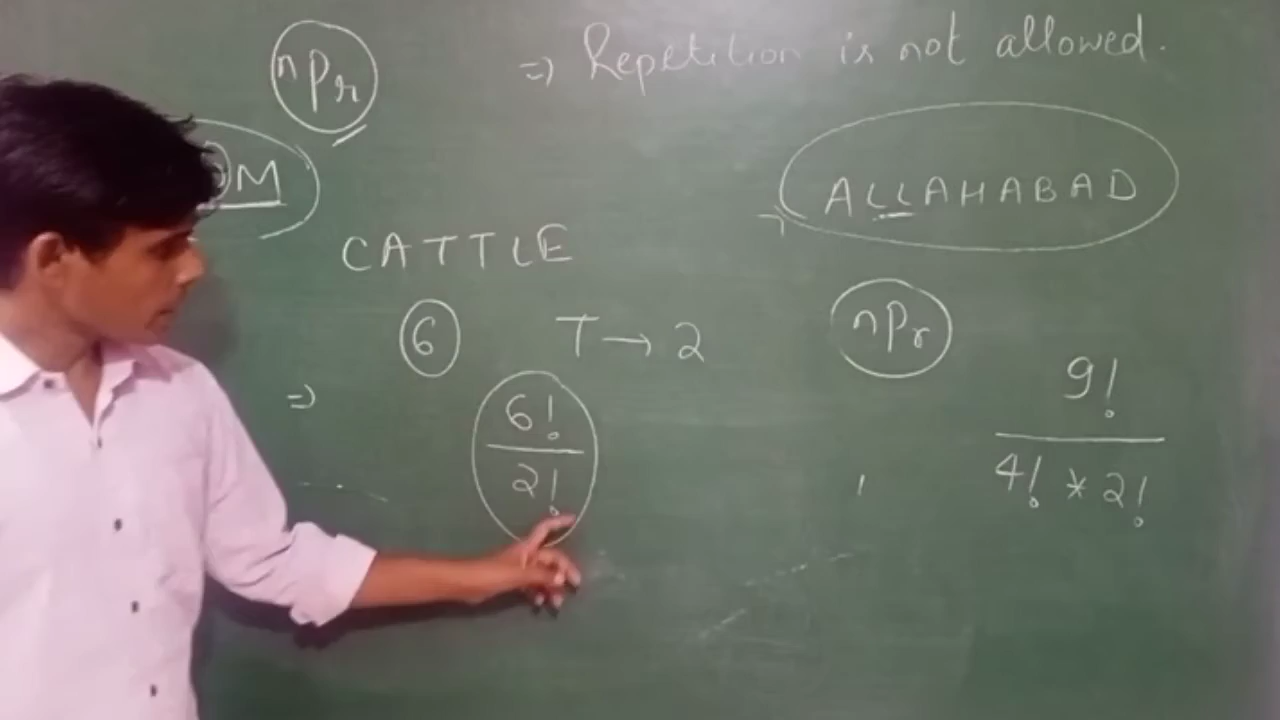 nPr => Repetition is not allowed.
M
ALLAHABAD
CATTLE
6 T → 2
nPr
=> 6!
2!
9!
4! * 2!